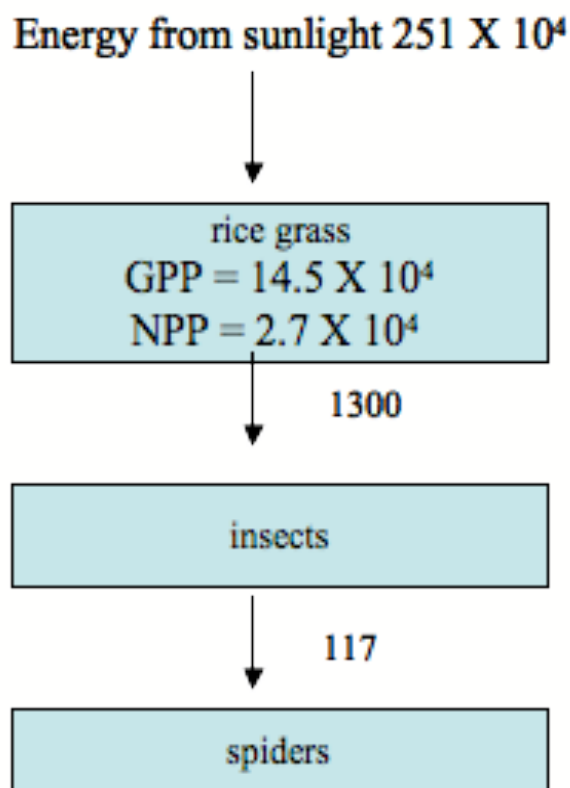 Energy from sunlight 251 X 10⁴
rice grass
GPP = 14.5 X 10⁴
NPP = 2.7 X 10⁴
1300
insects
117
spiders